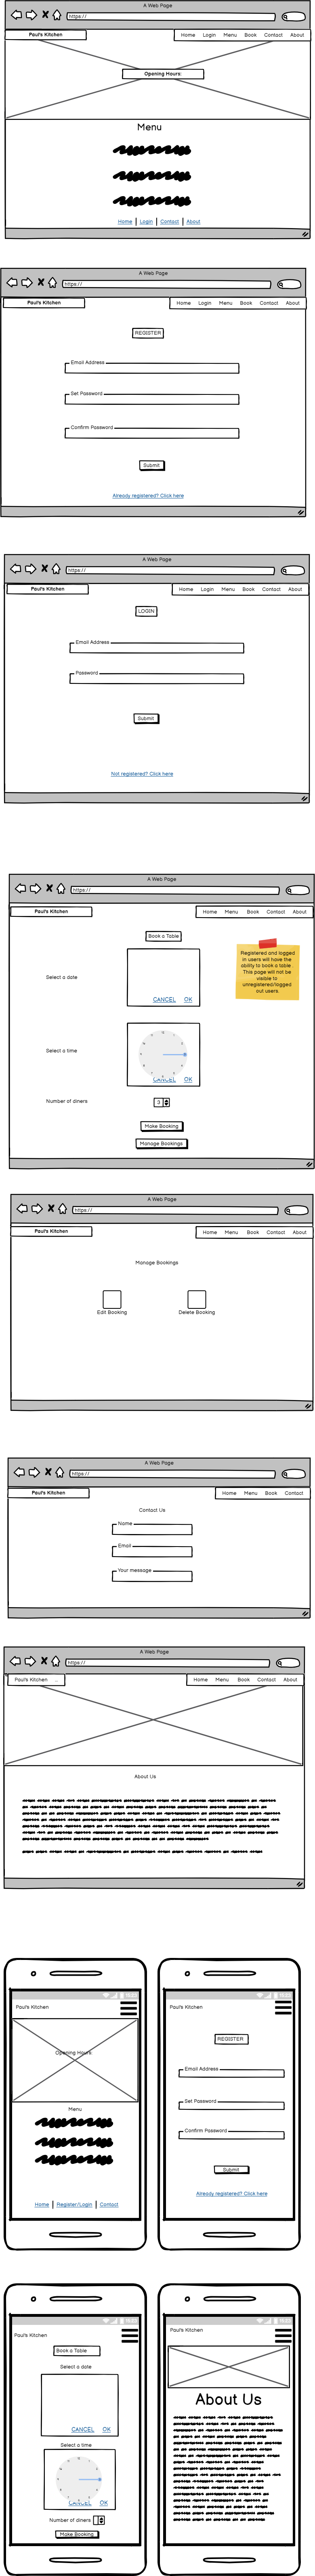 A Web Page
https://
Paul's Kitchen
Home Login Menu Book Contact About
Opening Hours:
Menu
Home Login Contact About
A Web Page
https://
Paul's Kitchen
Home Login Menu Book Contact About
REGISTER
Email Address
Set Password
Confirm Password
Submit
Already registered? Click here
A Web Page
https://
Paul's Kitchen
Home Login Menu Book Contact About
LOGIN
Email Address
Password
Submit
Not registered? Click here
A Web Page
https://
Paul's Kitchen
Home Menu Book Contact About
Book a Table
Select a date
CANCEL OK
Registered and logged
in users will have the
ability to book a table
This page will not be
visible to
unregistered/logged
out users.
Select a time
CANCEL OK
Number of diners
3
Make Booking
Manage Bookings
A Web Page
https://
Paul's Kitchen
Home Menu Book Contact About
Manage Bookings
Edit Booking Delete Booking
A Web Page
https://
Paul's Kitchen
Home Menu Book Contact
Contact Us
Name
Email
Your message
A Web Page
https://
Paul's Kitchen
Home Menu Book Contact About
About Us
Paul's Kitchen
Opening Hours:
Menu
Home Register/Login Contact
Paul's Kitchen
REGISTER
Email Address
Set Password
Confirm Password
Submit
Already registered? Click here
Paul's Kitchen
Book a Table
Select a date
CANCEL OK
Select a time
CANCEL OK
Number of diners
Make Booking
Paul's Kitchen
About Us